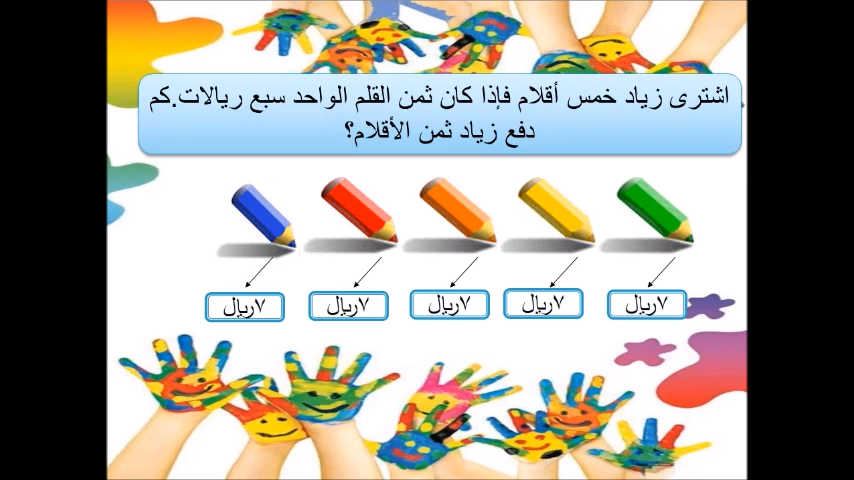 اشترى زياد خمس أقلام فإذا كان ثمن القلم الواحد سبع ريالات.كم
دفع زياد ثمن الأقلام؟
٧ريال
٧ريال
٧ريال
٧ريال
٧ريال